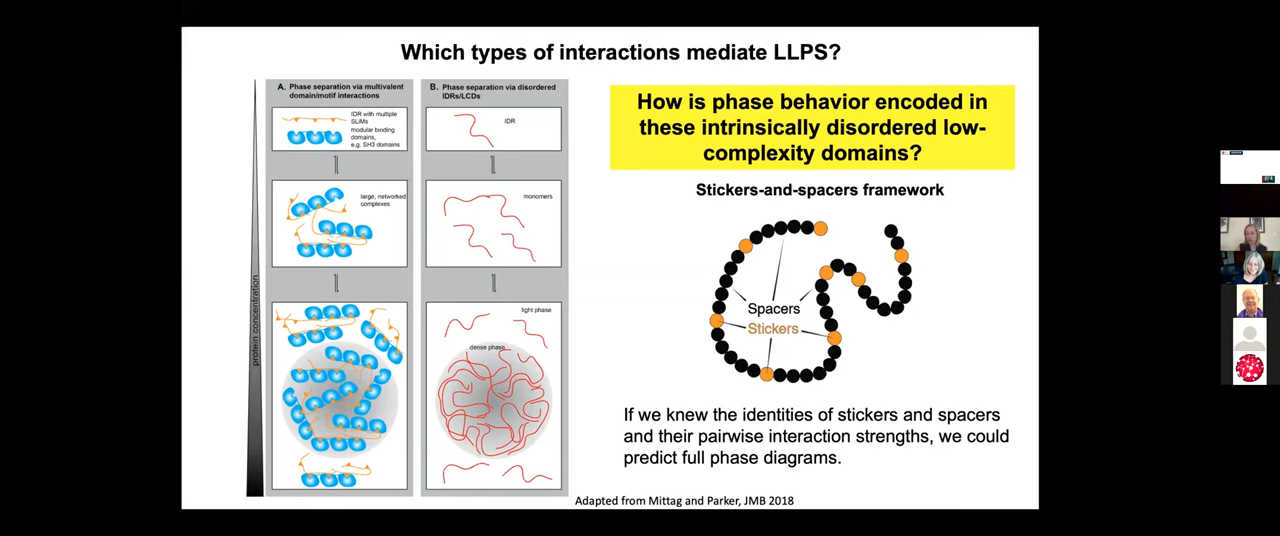 Which types of interactions mediate LLPS?
A. Phase separation via multivalent
domain/motif interactions
IDR with multiple
SLiMs
modular binding
domains,
e.g. SH3 domains
large, networked
complexes
B. Phase separation via disordered
IDRs/LCDs
IDR
monomers
light phase
dense phase
protein concentration
How is phase behavior encoded in
these intrinsically disordered low-
complexity domains?
Stickers-and-spacers framework
Spacers
Stickers
If we knew the identities of stickers and spacers
and their pairwise interaction strengths, we could
predict full phase diagrams.
Adapted from Mittag and Parker, JMB 2018